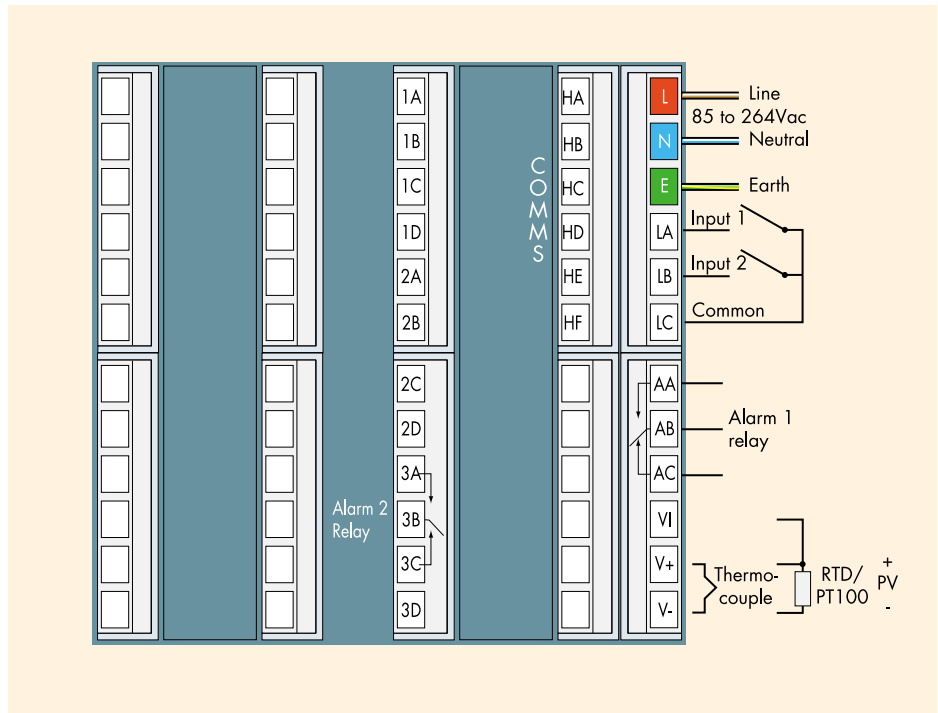 1A
1B
1C
1D
2A
2B
2C
2D
3A
3B
3C
3D
Alarm 2
Relay
COMMS
HA
HB
HC
HD
HE
HF
L
N
E
LA
LB
LC
AA
AB
AC
VI
V+
V-
Line
85 to 264Vac
Neutral
Earth
Input 1
Input 2
Common
Alarm 1
relay
Thermo-
couple
RTD/
PT100
+
PV
-